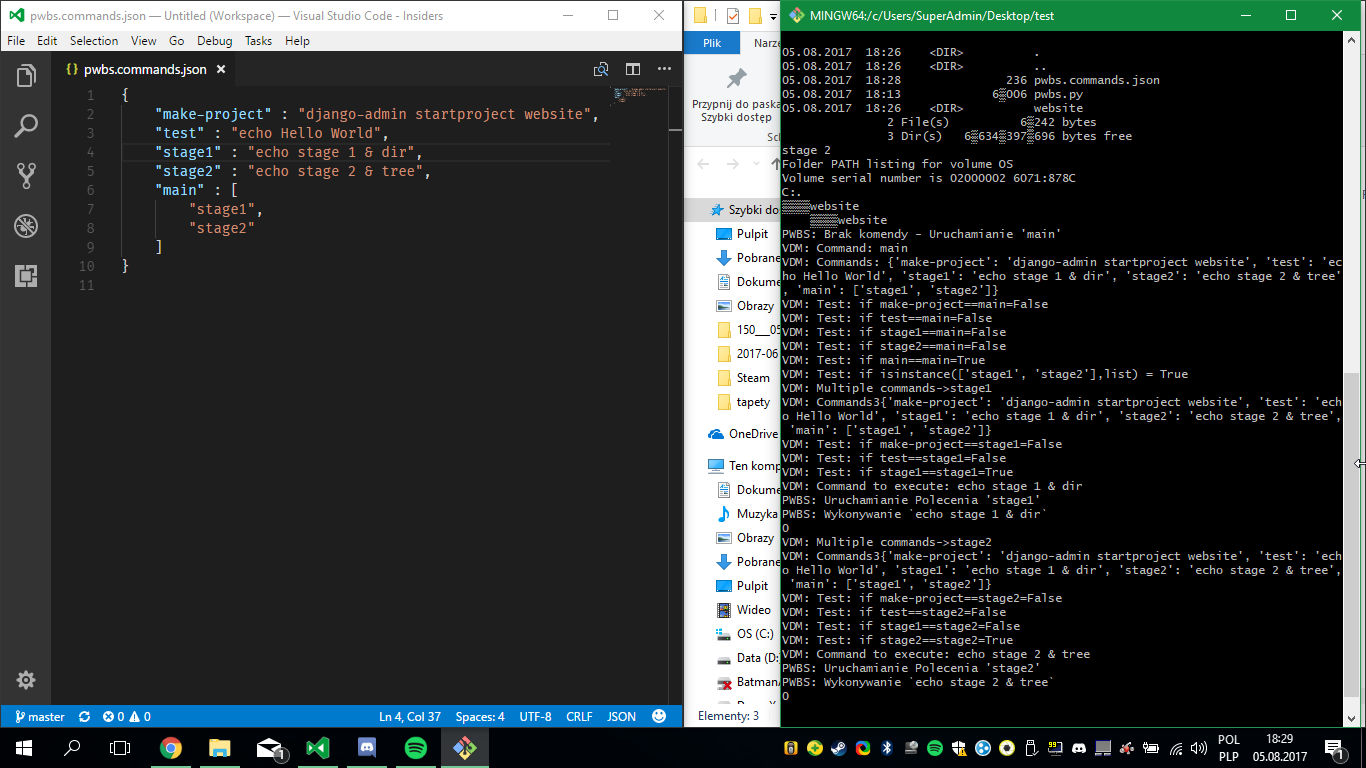 pwbs.commands.json — Untitled (Workspace) — Visual Studio Code - Insiders
File Edit Selection View Go Debug Tasks Help
{} pwbs.commands.json
1 {
2 "make-project" : "django-admin startproject website",
3 "test" : "echo Hello World",
4 "stage1" : "echo stage 1 & dir",
5 "stage2" : "echo stage 2 & tree",
6 "main" : [
7 "stage1",
8 "stage2"
9 ]
10 }
11
master 0 0 Ln 4, Col 37 Spaces: 4 UTF-8 CRLF JSON
Plik Narzę
Przypnij do paska
Szybki dostęp
Szybki do
Pulpit
Pobrane
Dokume
Obrazy
150___05
2017-06
Steam
tapety
OneDrive
Ten komp
Dokume
Muzyka
Obrazy
Pobrane
Pulpit
Wideo
OS (C:)
Data (D:
Batman
Elementy: 3
MINGW64:/c/Users/SuperAdmin/Desktop/test
05.08.2017 18:26 <DIR> .
05.08.2017 18:26 <DIR> ..
05.08.2017 18:28 236 pwbs.commands.json
05.08.2017 18:13 6▒006 pwbs.py
05.08.2017 18:26 <DIR> website
2 File(s) 6▒242 bytes
3 Dir(s) 6▒634▒397▒696 bytes free
stage 2
Folder PATH listing for volume OS
Volume serial number is 02000002 6071:878C
C:.
▒▒▒▒website
▒▒▒▒website
PWBS: Brak komendy - Uruchamianie 'main'
VDM: Command: main
VDM: Commands: {'make-project': 'django-admin startproject website', 'test': 'ec
ho Hello World', 'stage1': 'echo stage 1 & dir', 'stage2': 'echo stage 2 & tree'
, 'main': ['stage1', 'stage2']}
VDM: Test: if make-project==main=False
VDM: Test: if test==main=False
VDM: Test: if stage1==main=False
VDM: Test: if stage2==main=False
VDM: Test: if main==main=True
VDM: Test: if isinstance(['stage1', 'stage2'],list) = True
VDM: Multiple commands->stage1
VDM: Commands3{'make-project': 'django-admin startproject website', 'test': 'ech
o Hello World', 'stage1': 'echo stage 1 & dir', 'stage2': 'echo stage 2 & tree',
'main': ['stage1', 'stage2']}
VDM: Test: if make-project==stage1=False
VDM: Test: if test==stage1=False
VDM: Test: if stage1==stage1=True
VDM: Command to execute: echo stage 1 & dir
PWBS: Uruchamianie Polecenia 'stage1'
PWBS: Wykonywanie `echo stage 1 & dir`
0
VDM: Multiple commands->stage2
VDM: Commands3{'make-project': 'django-admin startproject website', 'test': 'ech
o Hello World', 'stage1': 'echo stage 1 & dir', 'stage2': 'echo stage 2 & tree',
'main': ['stage1', 'stage2']}
VDM: Test: if make-project==stage2=False
VDM: Test: if test==stage2=False
VDM: Test: if stage1==stage2=False
VDM: Test: if stage2==stage2=True
VDM: Command to execute: echo stage 2 & tree
PWBS: Uruchamianie Polecenia 'stage2'
PWBS: Wykonywanie `echo stage 2 & tree`
0
1
99
POL
PLP
18:29
05.08.2017
1